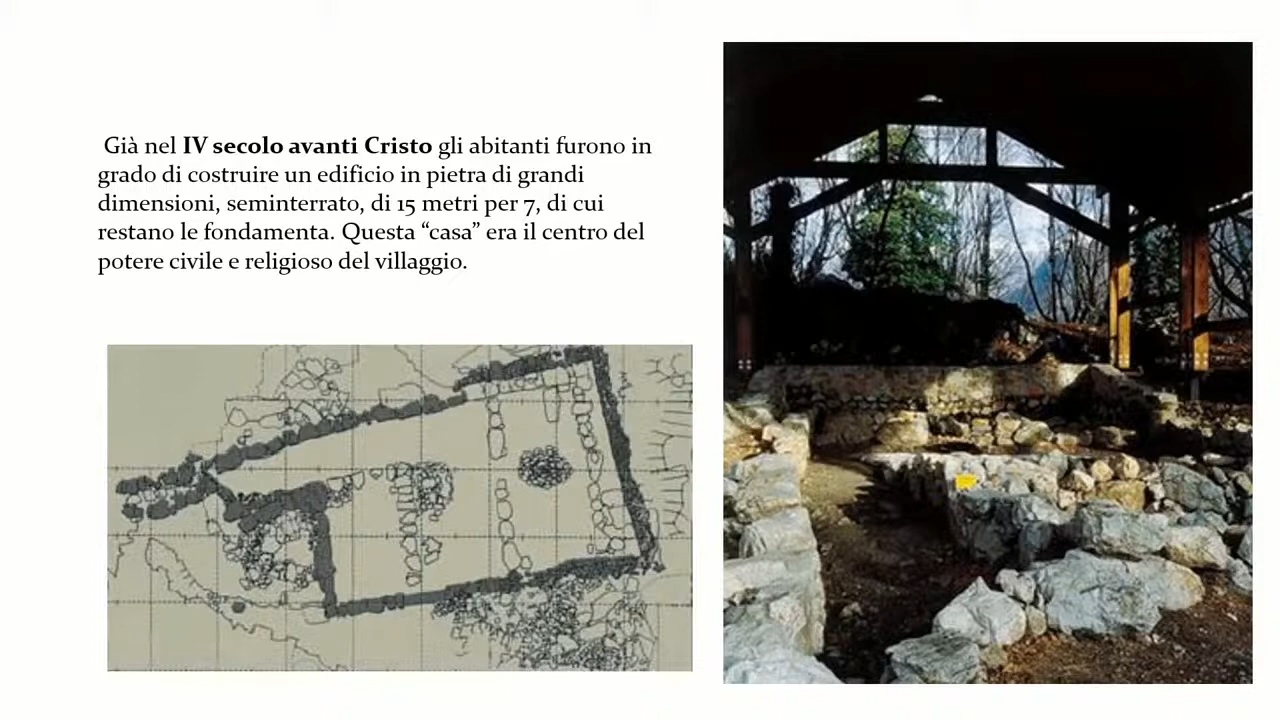 Già nel IV secolo avanti Cristo gli abitanti furono in
grado di costruire un edificio in pietra di grandi
dimensioni, seminterrato, di 15 metri per 7, di cui
restano le fondamenta. Questa “casa” era il centro del
potere civile e religioso del villaggio.